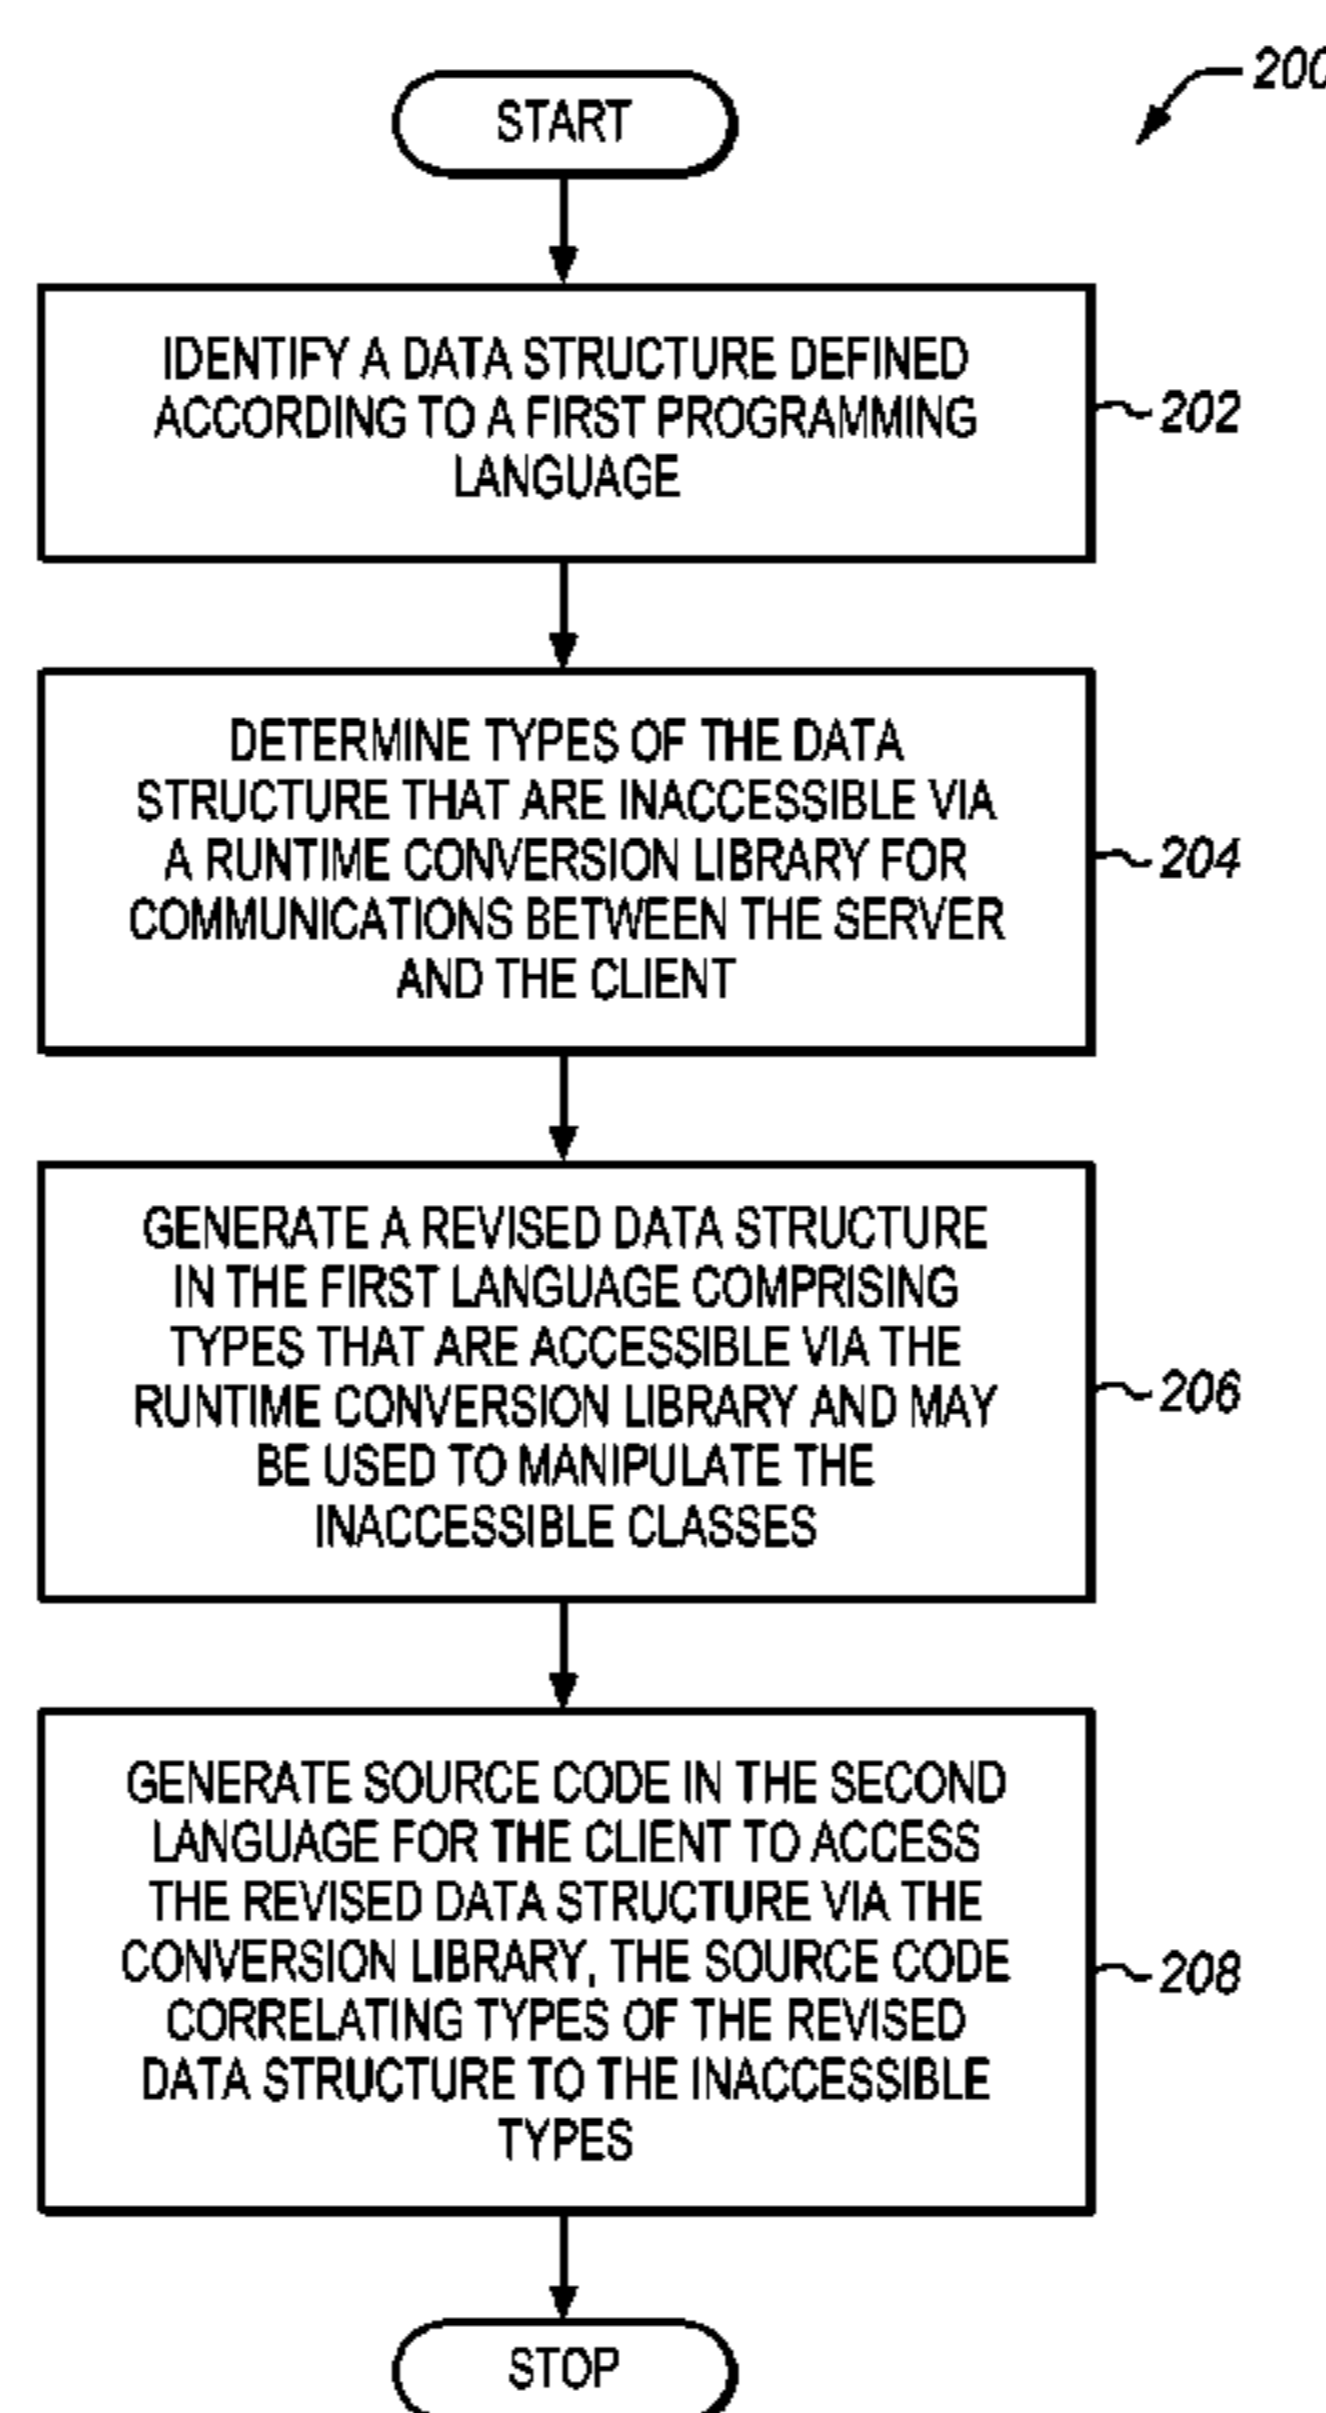 200
START
IDENTIFY A DATA STRUCTURE DEFINED
ACCORDING TO A FIRST PROGRAMMING
LANGUAGE
202
DETERMINE TYPES OF THE DATA
STRUCTURE THAT ARE INACCESSIBLE VIA
A RUNTIME CONVERSION LIBRARY FOR
COMMUNICATIONS BETWEEN THE SERVER
AND THE CLIENT
204
GENERATE A REVISED DATA STRUCTURE
IN THE FIRST LANGUAGE COMPRISING
TYPES THAT ARE ACCESSIBLE VIA THE
RUNTIME CONVERSION LIBRARY AND MAY
BE USED TO MANIPULATE THE
INACCESSIBLE CLASSES
206
GENERATE SOURCE CODE IN THE SECOND
LANGUAGE FOR THE CLIENT TO ACCESS
THE REVISED DATA STRUCTURE VIA THE
CONVERSION LIBRARY, THE SOURCE CODE
CORRELATING TYPES OF THE REVISED
DATA STRUCTURE TO THE INACCESSIBLE
TYPES
208
STOP